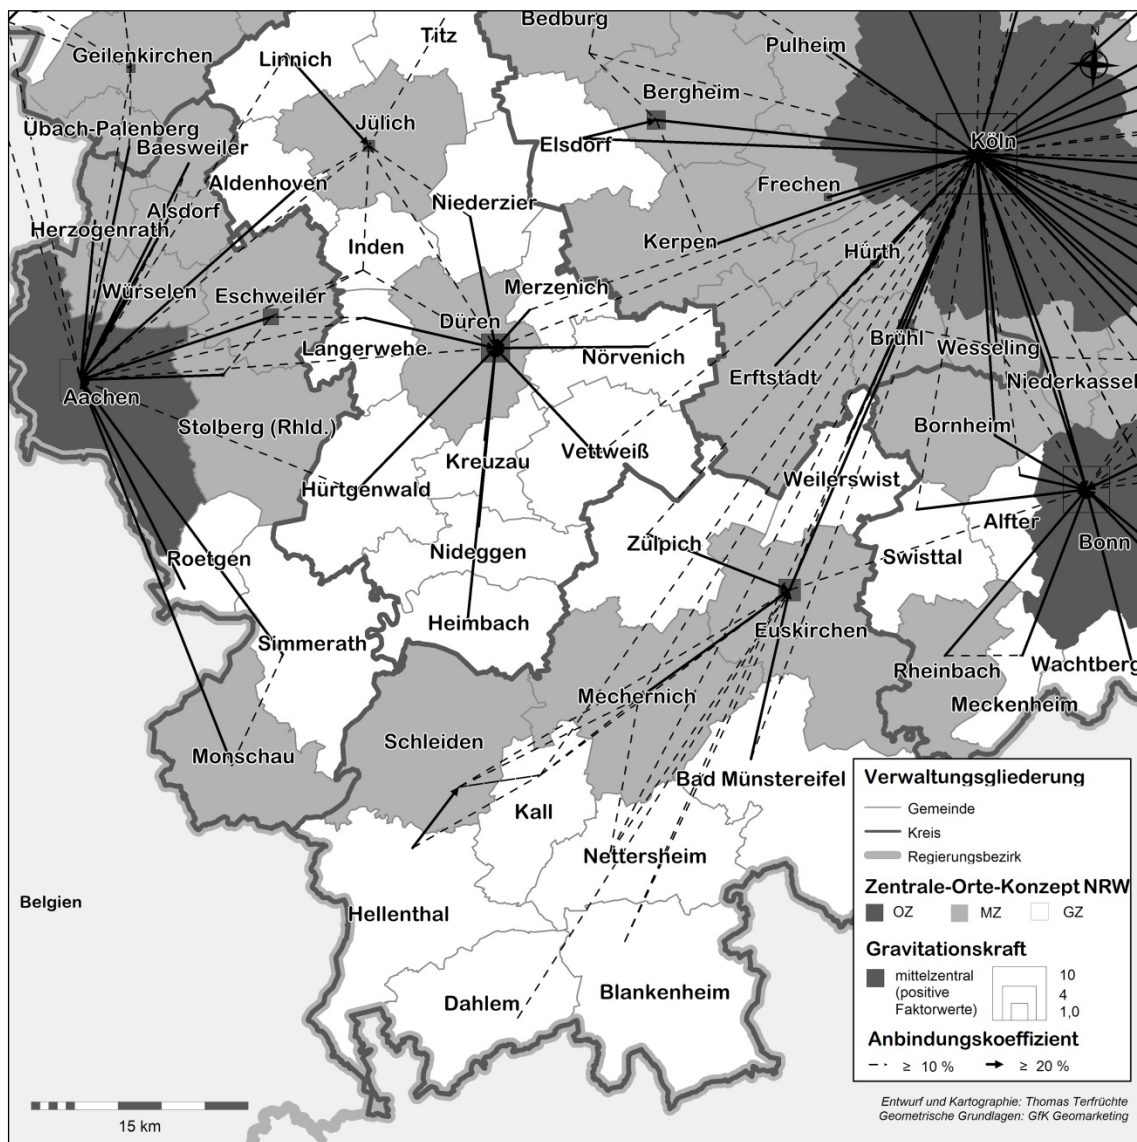 Bedburg
Titz
Pulheim
N
Geilenkirchen
Linnich
Bergheim
Jülich
Übach-Palenberg
Baesweiler
Elsdorf
Köln
Aldenhoven
Frechen
Alsdorf
Niederzier
Herzogenrath
Inden
Kerpen
Hürth
Würselen
Eschweiler
Merzenich
Düren
Brühl
Wesseling
Langerwehe
Nörvenich
Erftstadt
Niederkassel
Aachen
Stolberg (Rhld.)
Bornheim
Kreuzau
Vettweiß
Hürtgenwald
Weilerswist
Alfter
Bonn
Nideggen
Zülpich
Roetgen
Swisttal
Heimbach
Euskirchen
Simmerath
Rheinbach
Wachtberg
Mechernich
Meckenheim
Schleiden
Monschau
Bad Münstereifel
Kall
Nettersheim
Belgien
Hellenthal
Dahlem
Blankenheim
Verwaltungsgliederung
Gemeinde
Kreis
Regierungsbezirk
Zentrale-Orte-Konzept NRW
OZ MZ GZ
Gravitationskraft
mittelzentral
(positive
Faktorwerte)
10
4
1,0
Anbindungskoeffizient
≥ 10 % ≥ 20 %
15 km
Entwurf und Kartographie: Thomas Terfrüchte
Geometrische Grundlagen: GfK Geomarketing